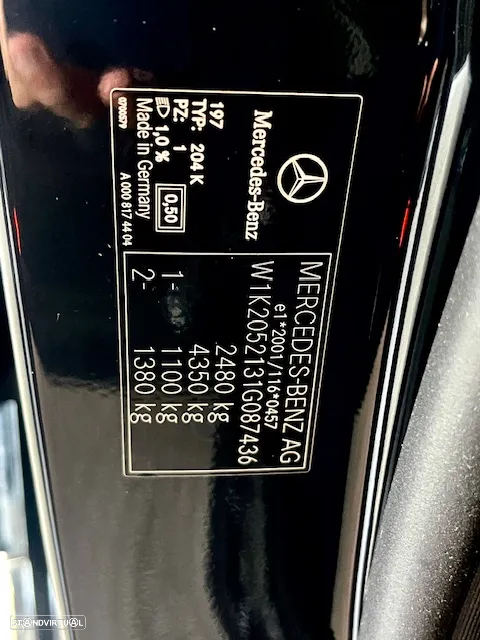 Mercedes-Benz
197
TYP: 204 K
PZ: 1
1,0 %
0,50
Made in Germany
0700379
A 000 817 44 04
MERCEDES-BENZ AG
e1*2001/116*0457
W1K2052131G087436
2480 kg
4350 kg
1- 1100 kg
2- 1380 kg
STANDVIRTUAL